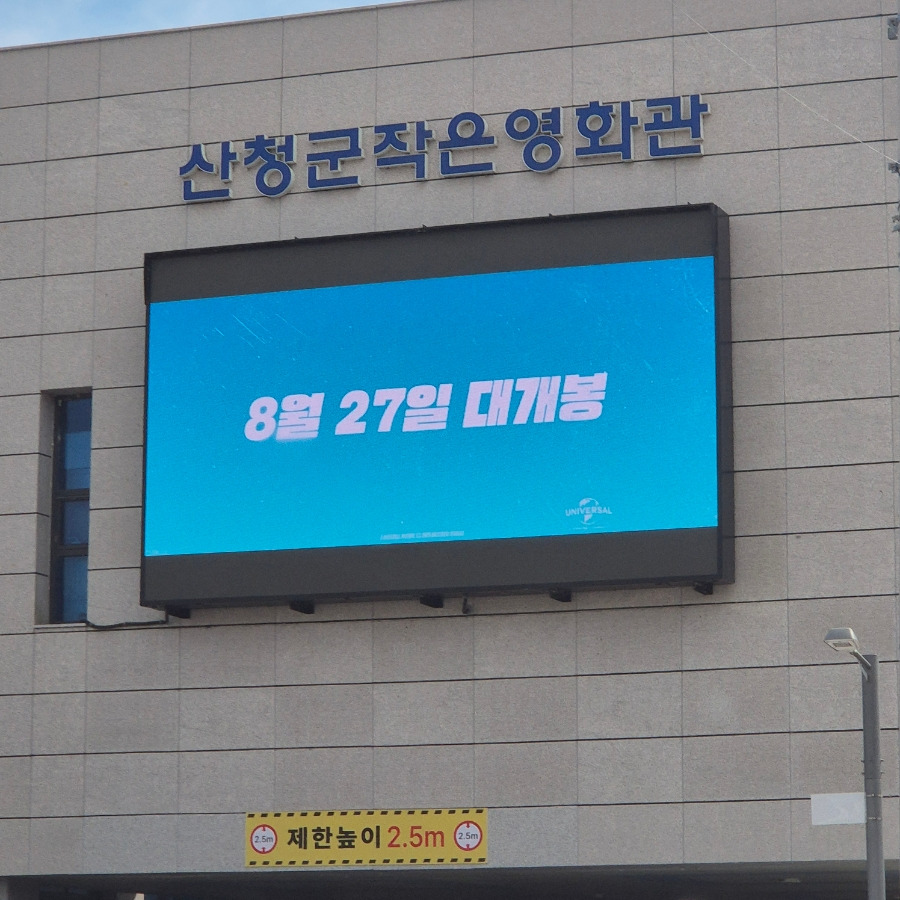 산청군작은영화관
8월 27일 대개봉
UNIVERSAL
2.5m 제한높이 2.5m 2.5m